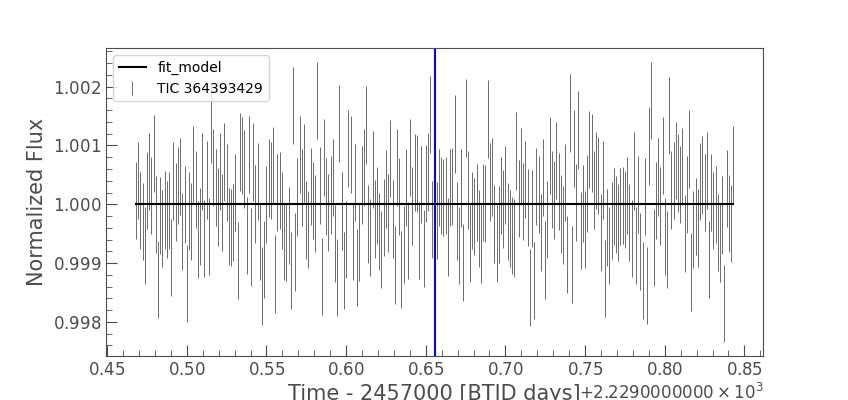 fit_model
TIC 364393429
Normalized Flux
1.002
1.001
1.000
0.999
0.998
0.45 0.50 0.55 0.60 0.65 0.70 0.75 0.80 0.85
Time - 2457000 [BTJD days]
+2.2290000000 × 10³